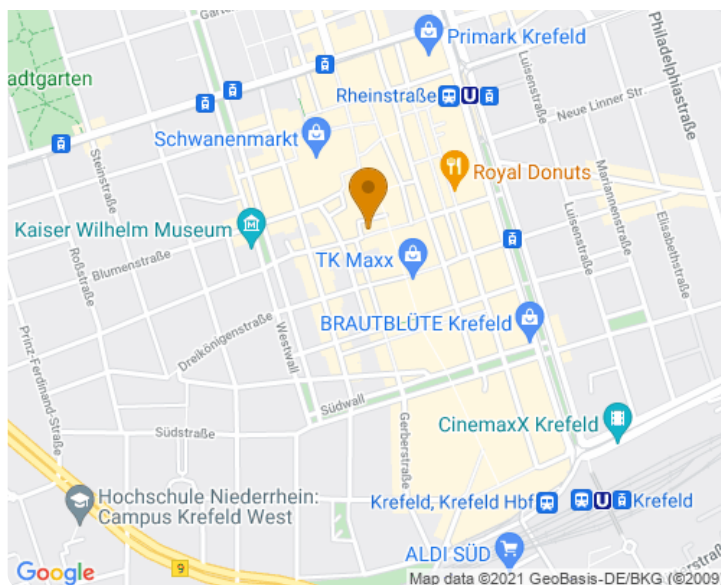 Garten
Primark Krefeld
Philadelphiastraße
adtgarten
Luisenstraße
Rheinstraße
U
Neue Linner Str.
Schwanenmarkt
Steinstraße
Royal Donuts
Mariannenstraße
Kaiser Wilhelm Museum
M
Luisenstraße
Elisabethstraße
Roßstraße
Blumenstraße
TK Maxx
BRAUTBLÜTE Krefeld
Dreikönigenstraße
Westwall
Prinz-Ferdinand-Straße
Südwall
Südstraße
Gerberstraße
CinemaxX Krefeld
Hochschule Niederrhein:
Campus Krefeld West
Krefeld, Krefeld Hbf
U
Krefeld
ALDI SÜD
9
Google
Map data ©2021 GeoBasis-DE/BKG (©2009)